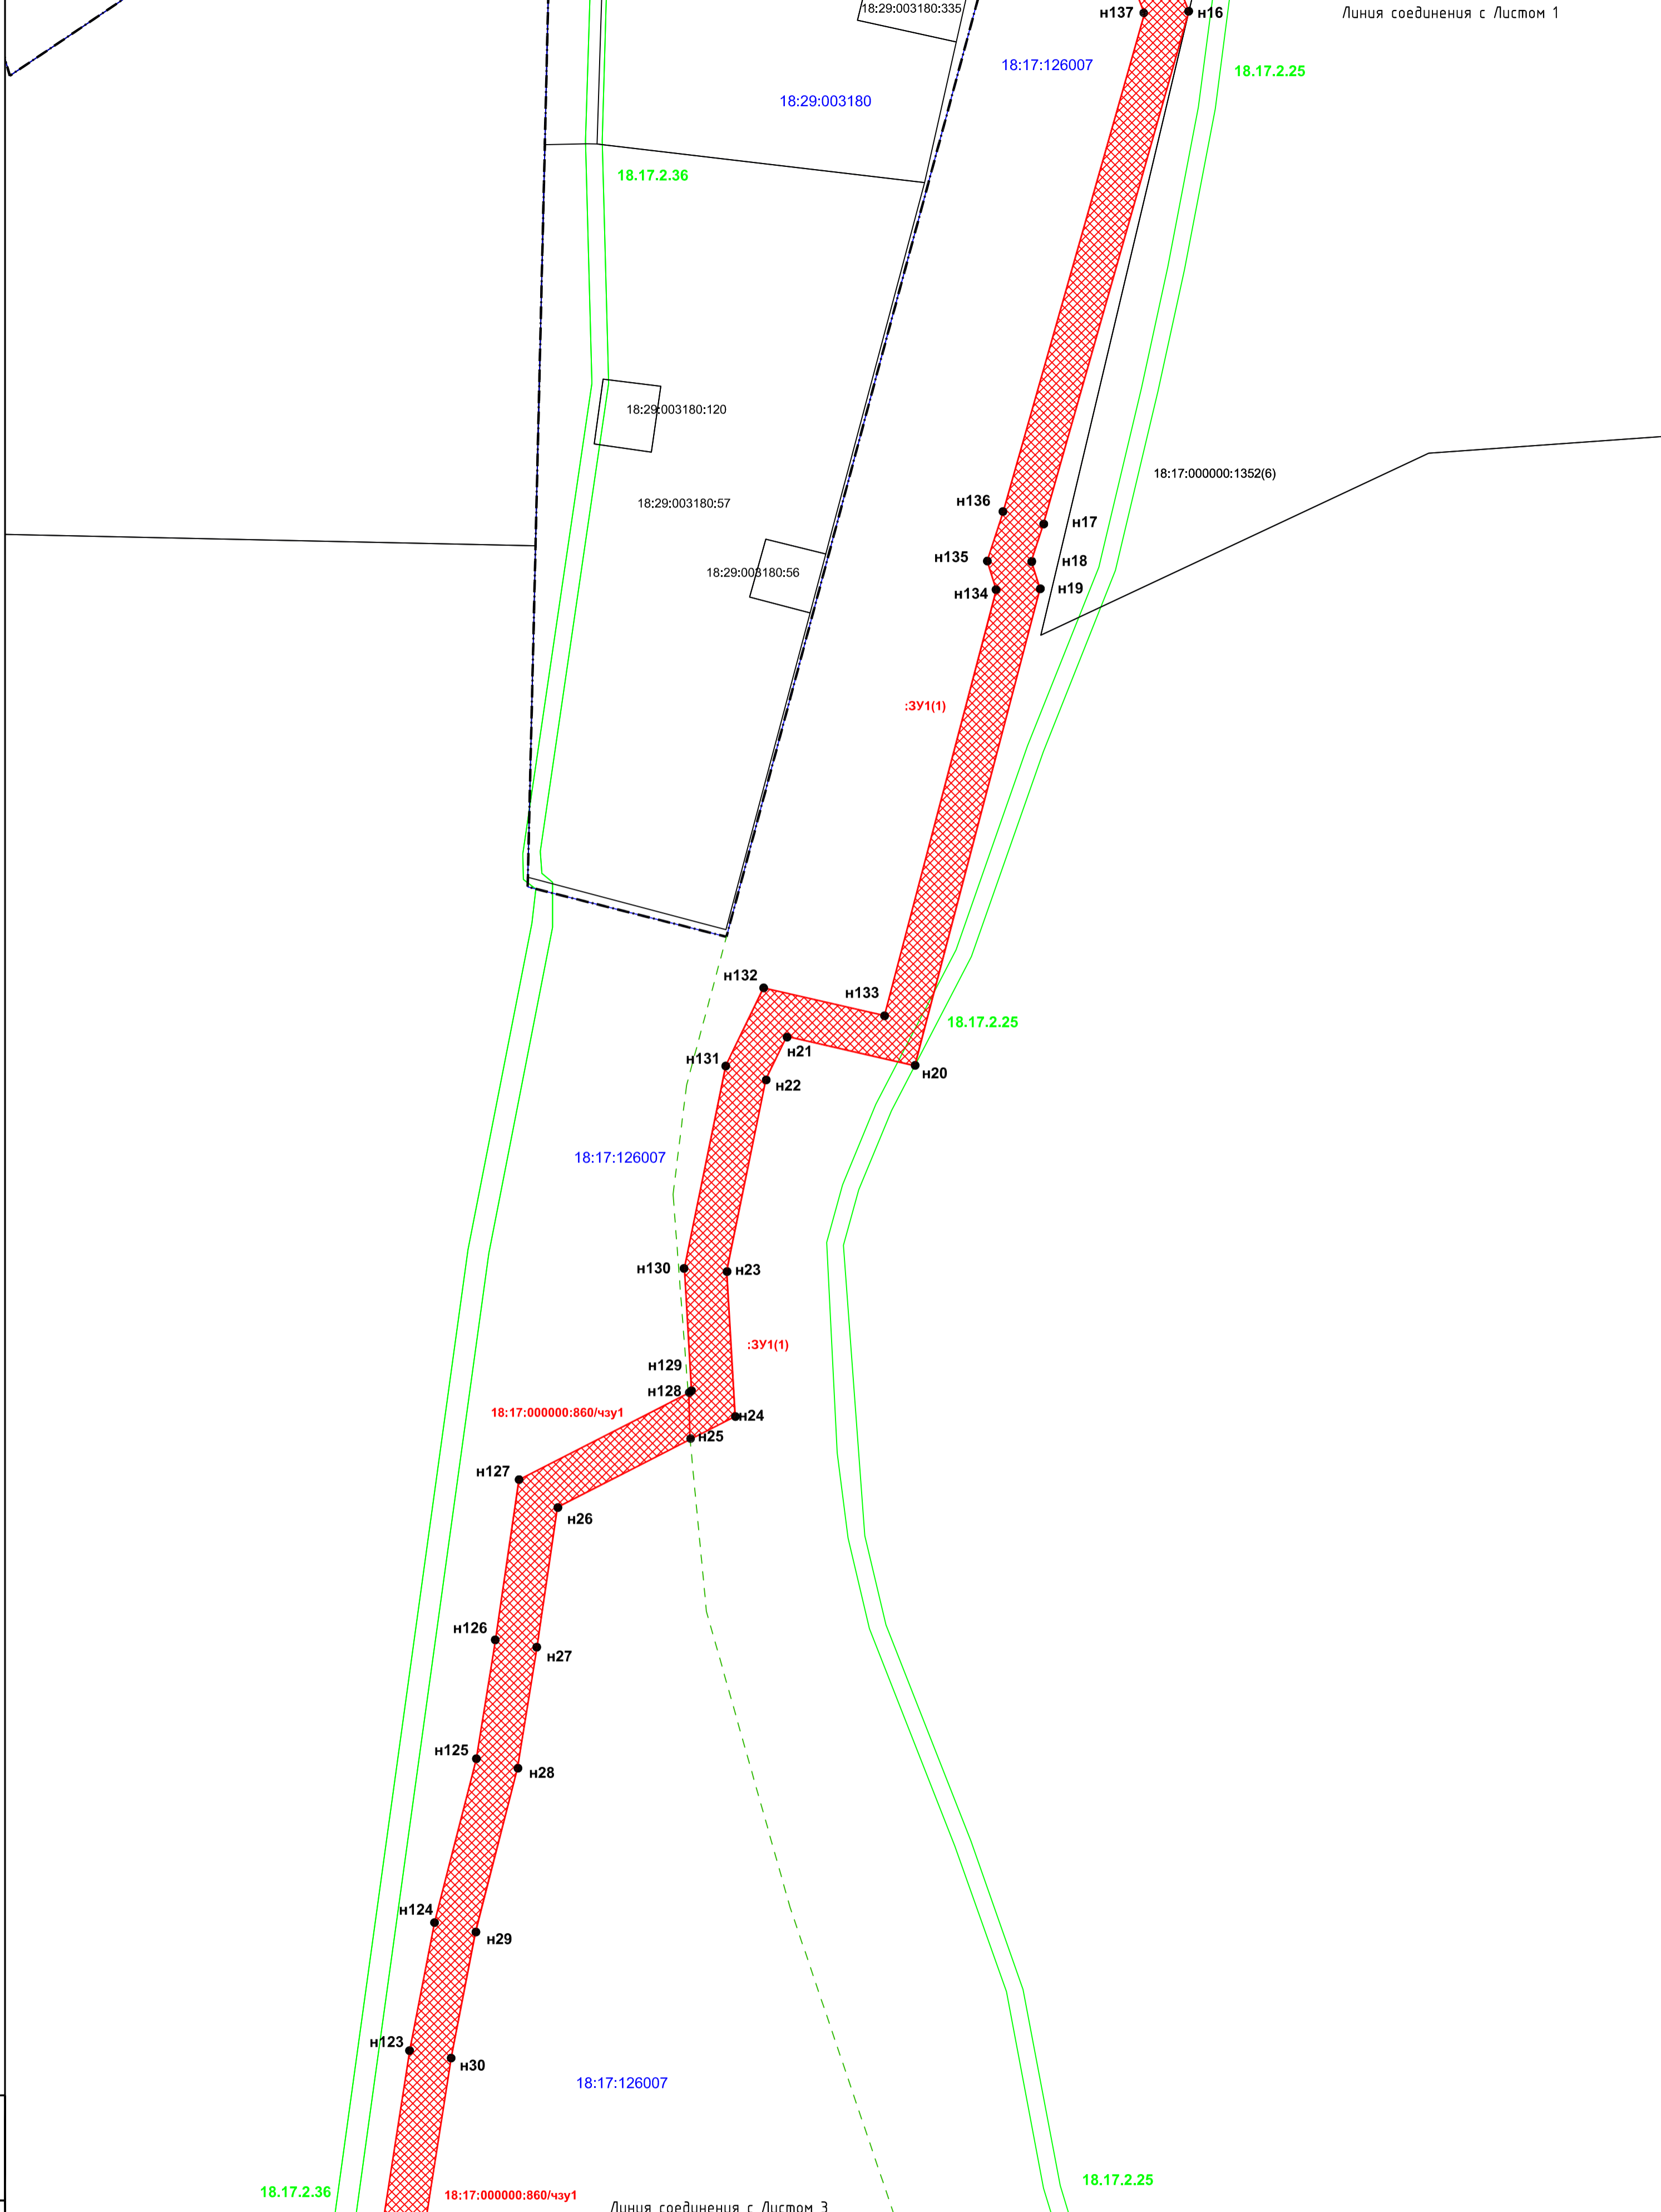 18:29:003180:335
н137
н16
Линия соединения с Листом 1
18:17:126007
18.17.2.25
18:29:003180
18.17.2.36
18:29:003180:120
18:17:000000:1352(6)
18:29:003180:57
н136
н17
н135
н18
18:29:003180:56
н134
н19
:ЗУ1(1)
н132
н133
18.17.2.25
н21
н131
н20
н22
18:17:126007
н130
н23
:ЗУ1(1)
н129
н128
18:17:000000:860/чзу1
н24
н25
н127
н26
н126
н27
н125
н28
н124
н29
н123
н30
18:17:126007
18.17.2.25
18.17.2.36
18:17:000000:860/чзу1
Линия соединения с Листом 3